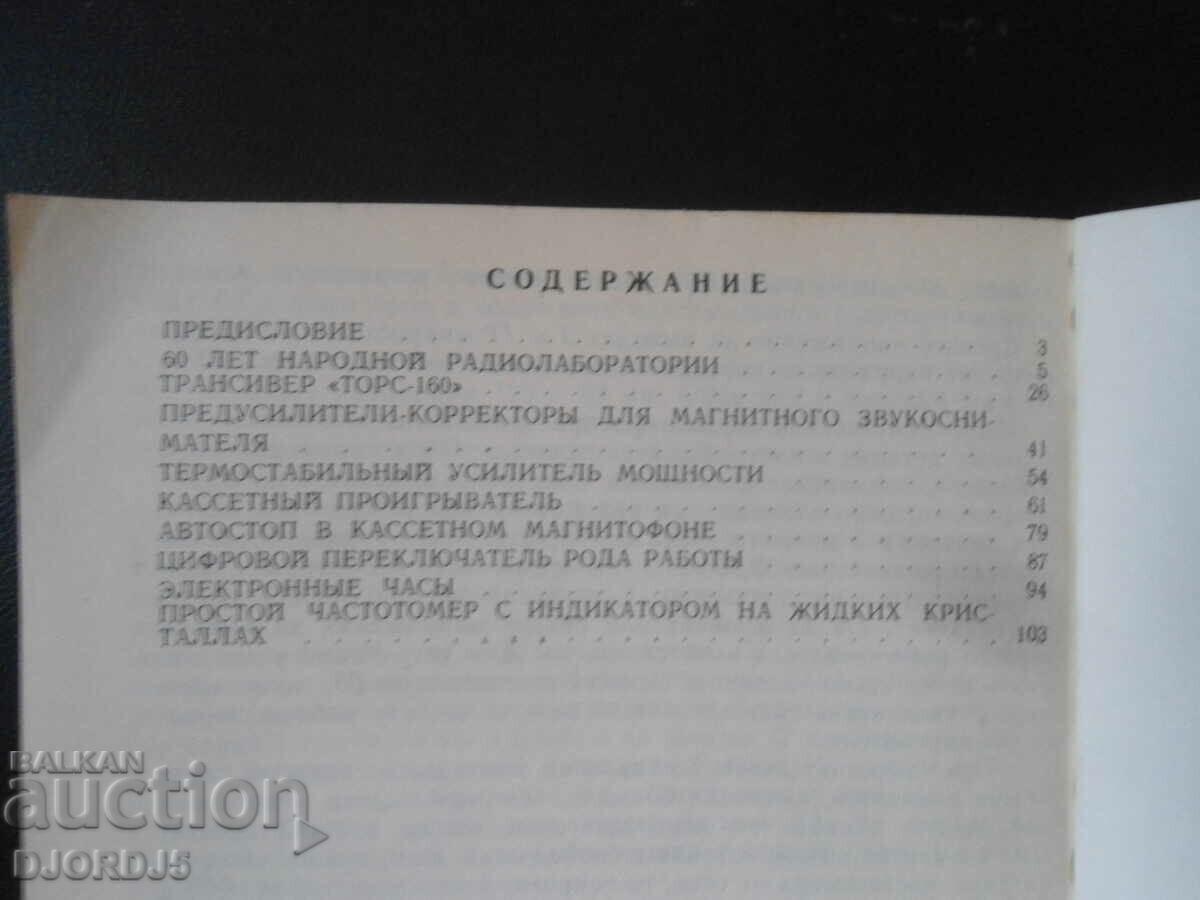 СОДЕРЖАНИЕ
ПРЕДИСЛОВИЕ . . . . . . . . . . . . . . . . . 3
60 ЛЕТ НАРОДНОЙ РАДИОЛАБОРАТОРИИ . . . . . . 5
ТРАНСИВЕР «ТОРС-160» . . . . . . . . . . . . . . 26
ПРЕДУСИЛИТЕЛИ-КОРРЕКТОРЫ ДЛЯ МАГНИТНОГО ЗВУКОСНИ-
МАТЕЛЯ . . . . . . . . . . . . . . . . . . . 41
ТЕРМОСТАБИЛЬНЫЙ УСИЛИТЕЛЬ МОЩНОСТИ . . . . . 54
КАССЕТНЫЙ ПРОИГРЫВАТЕЛЬ . . . . . . . . . . . 61
АВТОСТОП В КАССЕТНОМ МАГНИТОФОНЕ . . . . . . 79
ЦИФРОВОЙ ПЕРЕКЛЮЧАТЕЛЬ РОДА РАБОТЫ . . . . . 87
ЭЛЕКТРОННЫЕ ЧАСЫ . . . . . . . . . . . . . . 94
ПРОСТОЙ ЧАСТОТОМЕР С ИНДИКАТОРОМ НА ЖИДКИХ КРИС-
ТАЛЛАХ . . . . . . . . . . . . . . . . . . . 103
BALKAN
auction
DJORDJ5